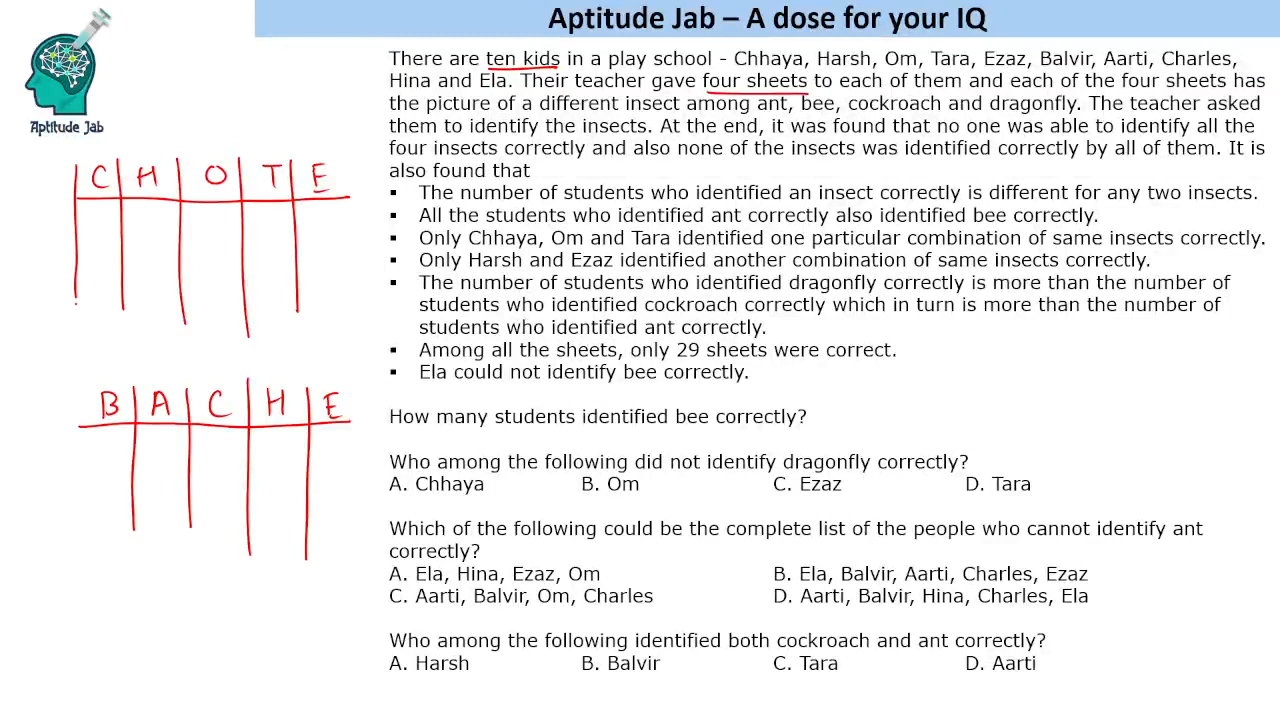 Aptitude Jab – A dose for your IQ
Aptitude Jab
There are ten kids in a play school - Chhaya, Harsh, Om, Tara, Ezaz, Balvir, Aarti, Charles,
Hina and Ela. Their teacher gave four sheets to each of them and each of the four sheets has
the picture of a different insect among ant, bee, cockroach and dragonfly. The teacher asked
them to identify the insects. At the end, it was found that no one was able to identify all the
four insects correctly and also none of the insects was identified correctly by all of them. It is
also found that
▪ The number of students who identified an insect correctly is different for any two insects.
▪ All the students who identified ant correctly also identified bee correctly.
▪ Only Chhaya, Om and Tara identified one particular combination of same insects correctly.
▪ Only Harsh and Ezaz identified another combination of same insects correctly.
▪ The number of students who identified dragonfly correctly is more than the number of
students who identified cockroach correctly which in turn is more than the number of
students who identified ant correctly.
▪ Among all the sheets, only 29 sheets were correct.
▪ Ela could not identify bee correctly.
How many students identified bee correctly?
Who among the following did not identify dragonfly correctly?
A. Chhaya B. Om C. Ezaz D. Tara
Which of the following could be the complete list of the people who cannot identify ant
correctly?
A. Ela, Hina, Ezaz, Om B. Ela, Balvir, Aarti, Charles, Ezaz
C. Aarti, Balvir, Om, Charles D. Aarti, Balvir, Hina, Charles, Ela
Who among the following identified both cockroach and ant correctly?
A. Harsh B. Balvir C. Tara D. Aarti
C H O T E
B A C H E